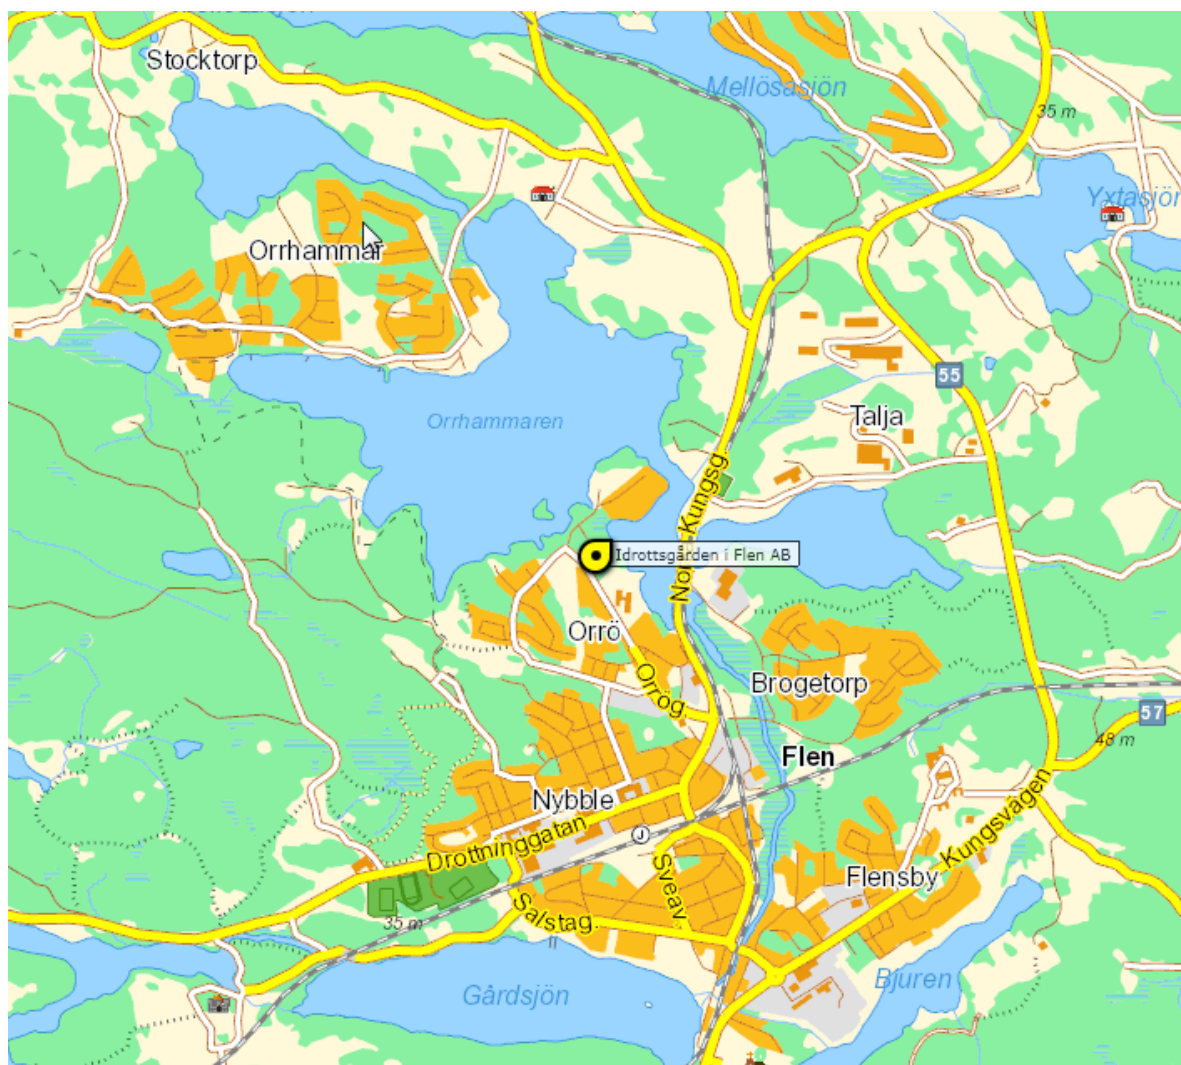 Stocktorp
Mellösasjön
35 m
Yxtasjön
Orrhammar
55
Orrhammaren
Talja
Norr. Kungsg.
Idrottsgården i Flen AB
Orrö
Orrög.
Brogetorp
57
48 m
Flen
Nybble
J
Drottninggatan
Kungsvägen
Sveav.
Flensby
Salstag.
35 m
Bjuren
Gårdsjön